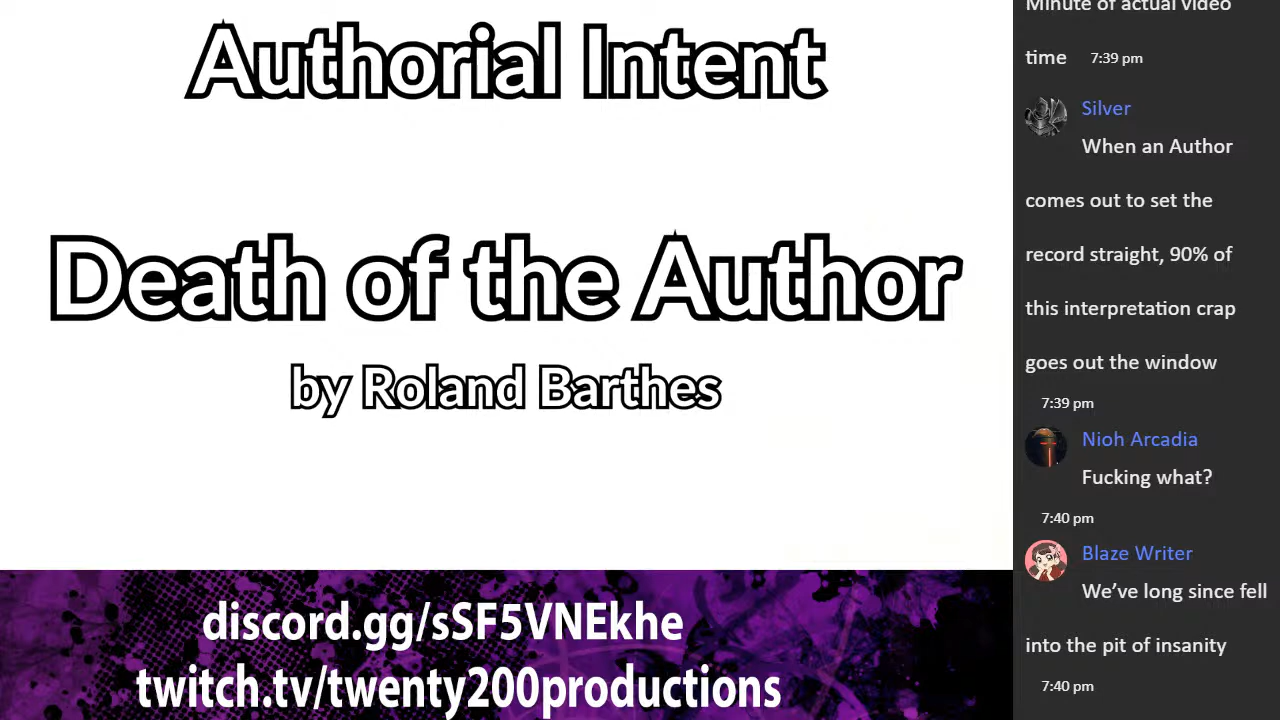 Authorial Intent
Death of the Author
by Roland Barthes
discord.gg/sSF5VNEkhe
twitch.tv/twenty200productions
Minute of actual video
time 7:39 pm
Silver
When an Author
comes out to set the
record straight, 90% of
this interpretation crap
goes out the window
7:39 pm
Nioh Arcadia
Fucking what?
7:40 pm
Blaze Writer
We’ve long since fell
into the pit of insanity
7:40 pm